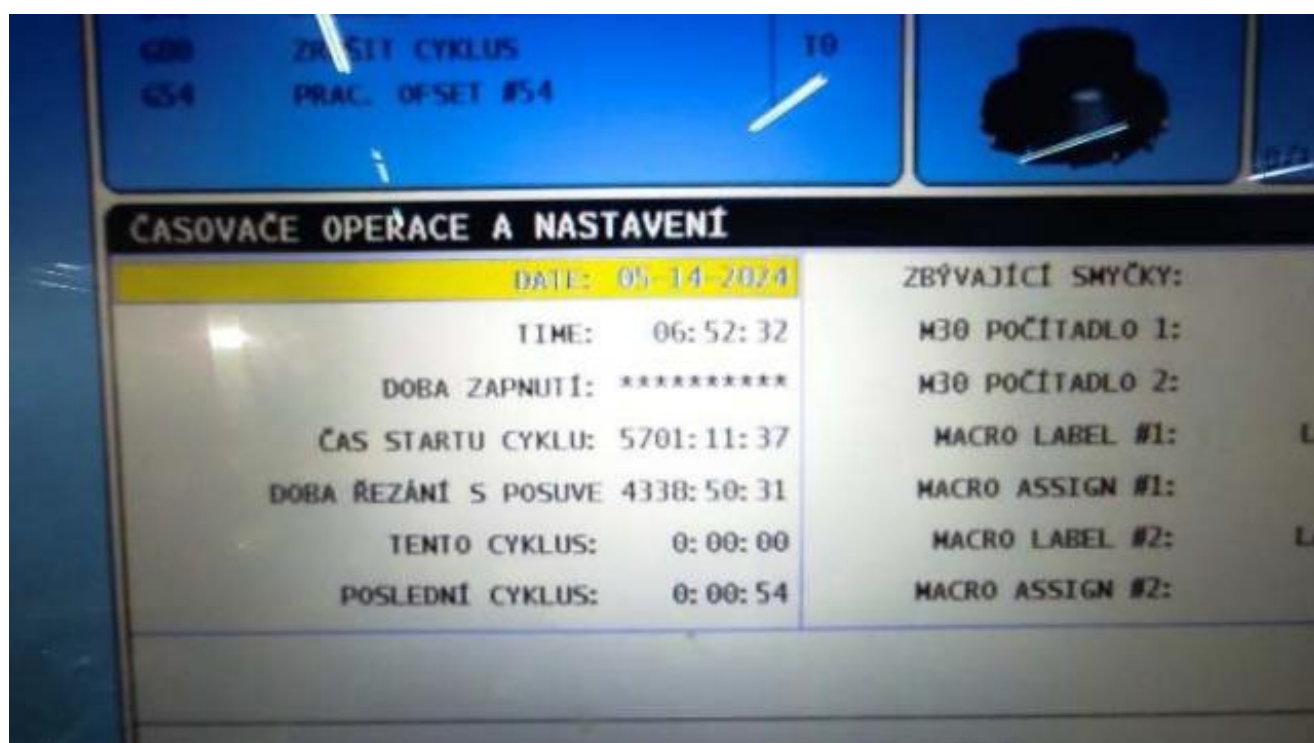 G80 ZRUŠIT CYKLUS T0
G54 PRAC. OFSET #54
ČASOVAČE OPERACE A NASTAVENÍ
DATE: 05-14-2024 ZBÝVAJÍCÍ SMYČKY:
TIME: 06:52:32 M30 POČÍTADLO 1:
DOBA ZAPNUTÍ: ********** M30 POČÍTADLO 2:
ČAS STARTU CYKLU: 5701:11:37 MACRO LABEL #1: L
DOBA ŘEZÁNÍ S POSUVE 4338:50:31 MACRO ASSIGN #1:
TENTO CYKLUS: 0:00:00 MACRO LABEL #2: L
POSLEDNÍ CYKLUS: 0:00:54 MACRO ASSIGN #2: